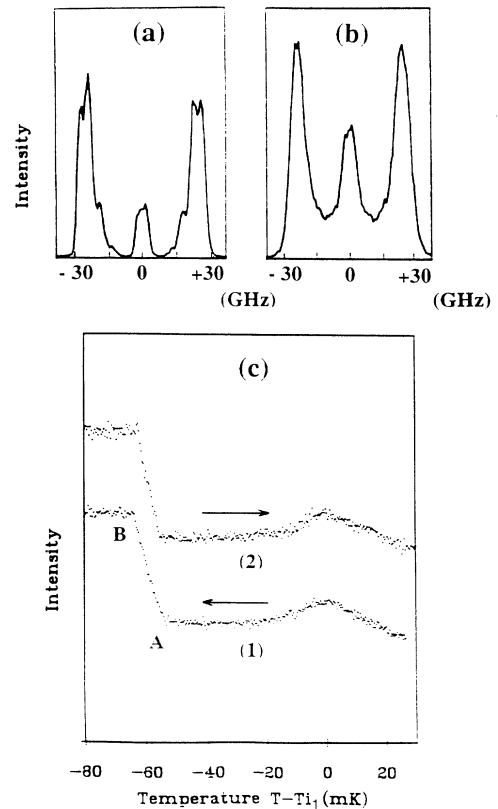 (a) (b)
Intensity
- 30 0 +30 - 30 0 +30
(GHz) (GHz)
(c)
Intensity
B
(2)
A
(1)
-80 -60 -40 -20 0 20
Temperature T-Ti₁(mK)